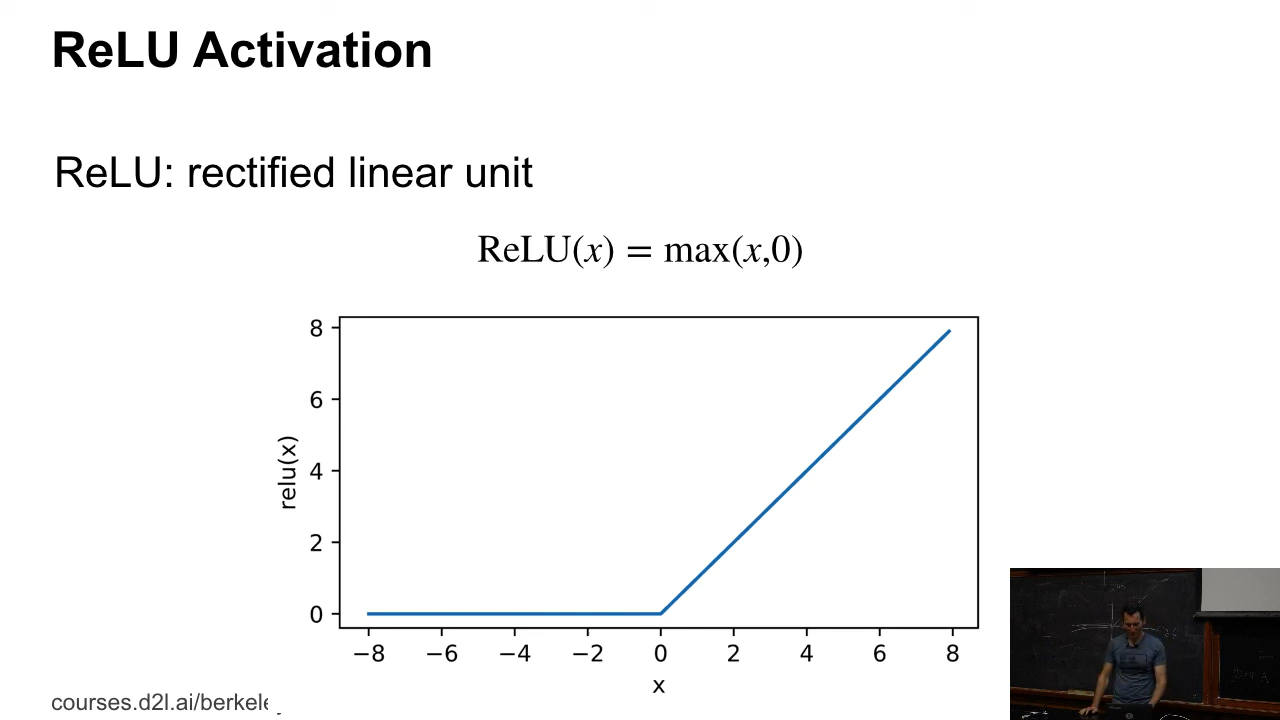 ReLU Activation
ReLU: rectified linear unit
ReLU(x) = max(x,0)
8
6
4
2
0
relu(x)
−8 −6 −4 −2 0 2 4 6 8
x
courses.d2l.ai/berkele